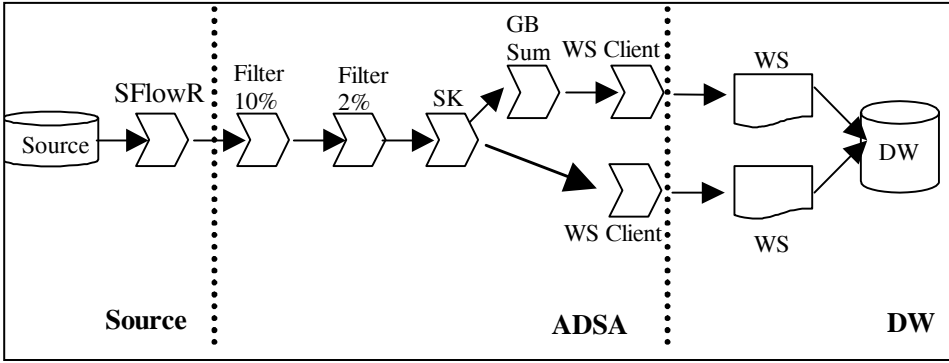 GB
Sum
WS Client
WS
SFlowR
Filter
10%
Filter
2%
SK
Source
DW
WS Client
WS
Source
ADSA
DW